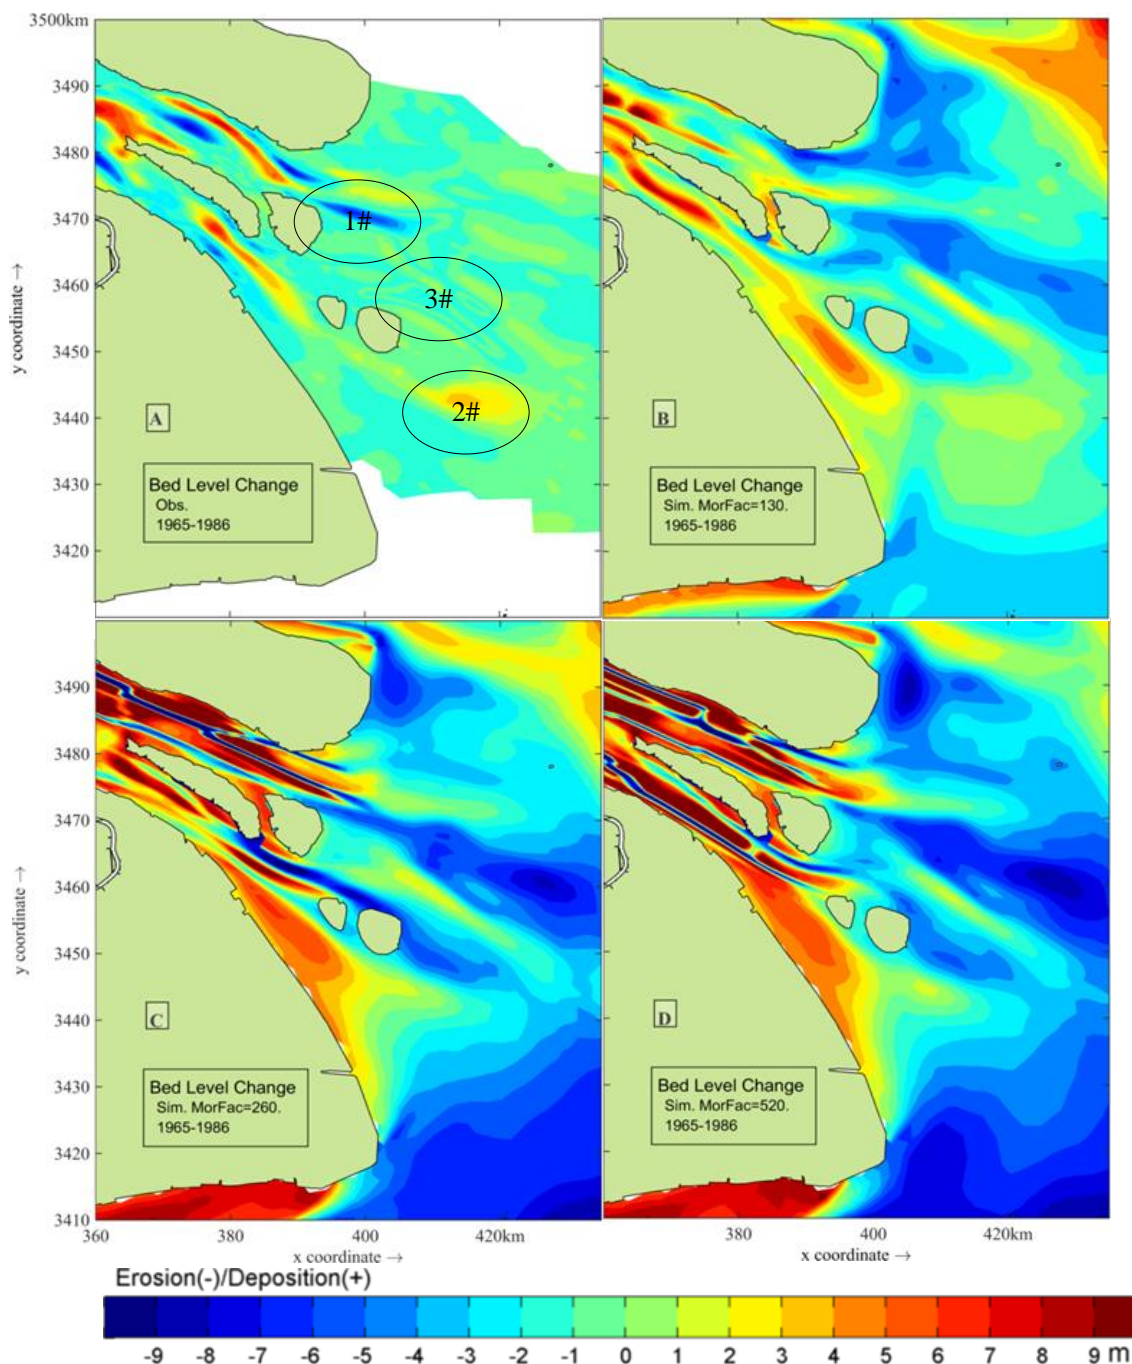 3500km
3490
3480
3470
3460
3450
3440
3430
3420
y coordinate →
1#
3#
2#
A
Bed Level Change
Obs.
1965-1986
B
Bed Level Change
Sim. MorFac=130.
1965-1986
3490
3480
3470
3460
3450
3440
3430
3420
3410
y coordinate →
C
Bed Level Change
Sim. MorFac=260.
1965-1986
D
Bed Level Change
Sim. MorFac=520.
1965-1986
360 380 400 420km
x coordinate →
380 400 420km
x coordinate →
Erosion(-)/Deposition(+)
-9 -8 -7 -6 -5 -4 -3 -2 -1 0 1 2 3 4 5 6 7 8 9 m